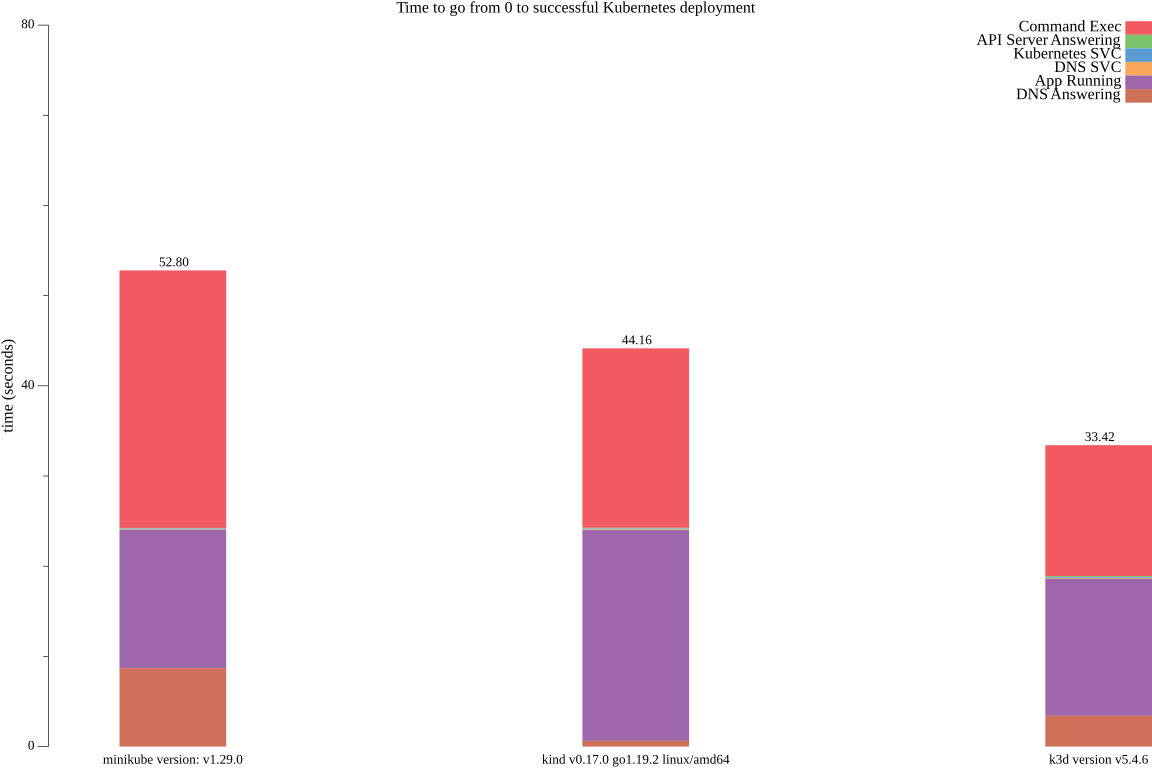 Time to go from 0 to successful Kubernetes deployment
80
Command Exec
API Server Answering
Kubernetes SVC
DNS SVC
App Running
DNS Answering
52.80
44.16
time (seconds)
40
33.42
0
minikube version: v1.29.0
kind v0.17.0 go1.19.2 linux/amd64
k3d version v5.4.6